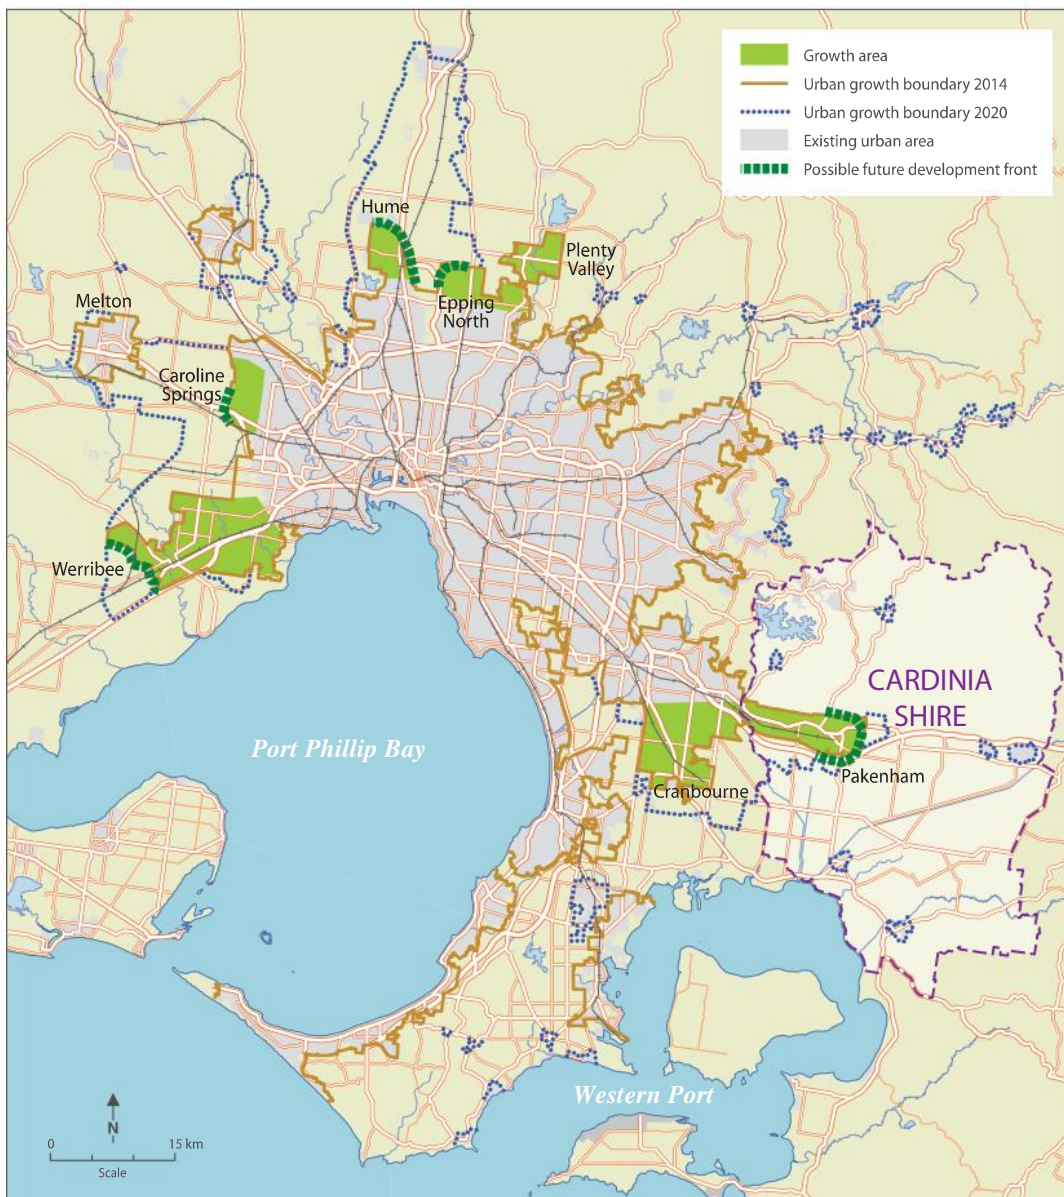 Growth area
Urban growth boundary 2014
Urban growth boundary 2020
Existing urban area
Possible future development front
Hume
Plenty
Valley
Epping
North
Melton
Caroline
Springs
Werribee
CARDINIA
SHIRE
Port Phillip Bay
Pakenham
Cranbourne
Western Port
N
0
15 km
Scale